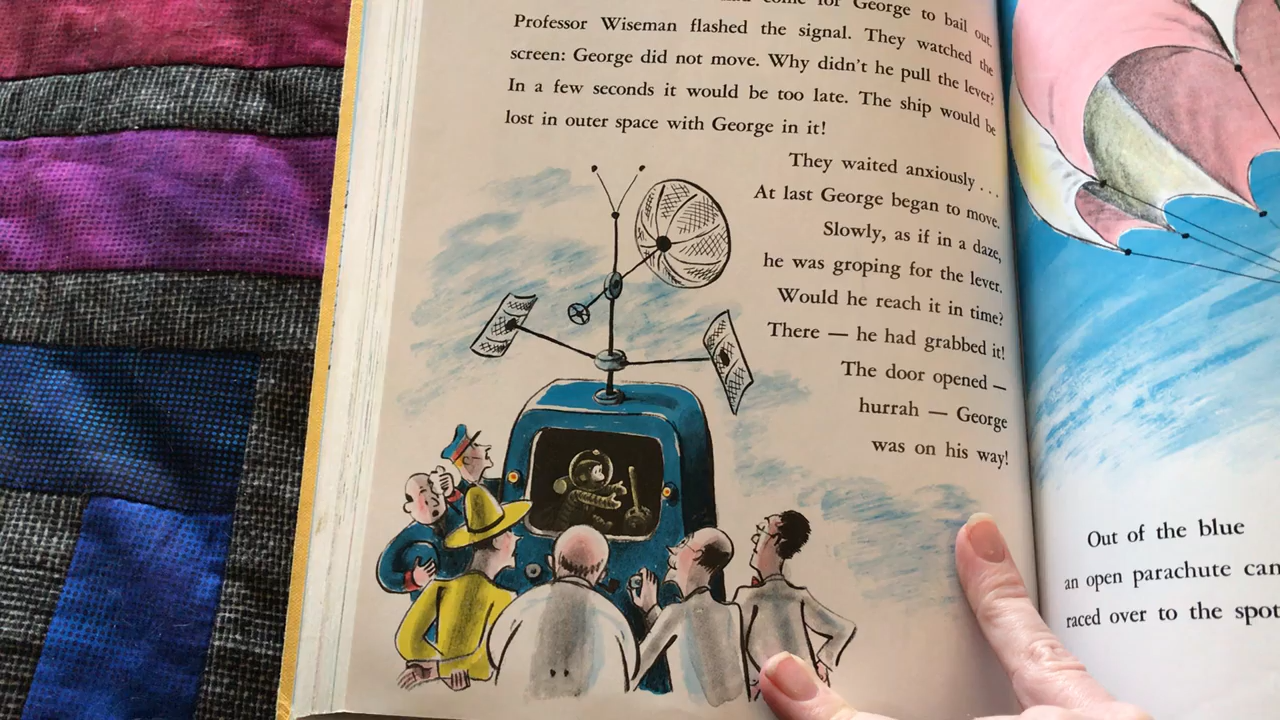 come for George to bail out.
Professor Wiseman flashed the signal. They watched the
screen: George did not move. Why didn't he pull the lever?
In a few seconds it would be too late. The ship would be
lost in outer space with George in it!
They waited anxiously . . .
At last George began to move.
Slowly, as if in a daze,
he was groping for the lever.
Would he reach it in time?
There — he had grabbed it!
The door opened —
hurrah — George
was on his way!
Out of the blue
an open parachute
raced over to the spot